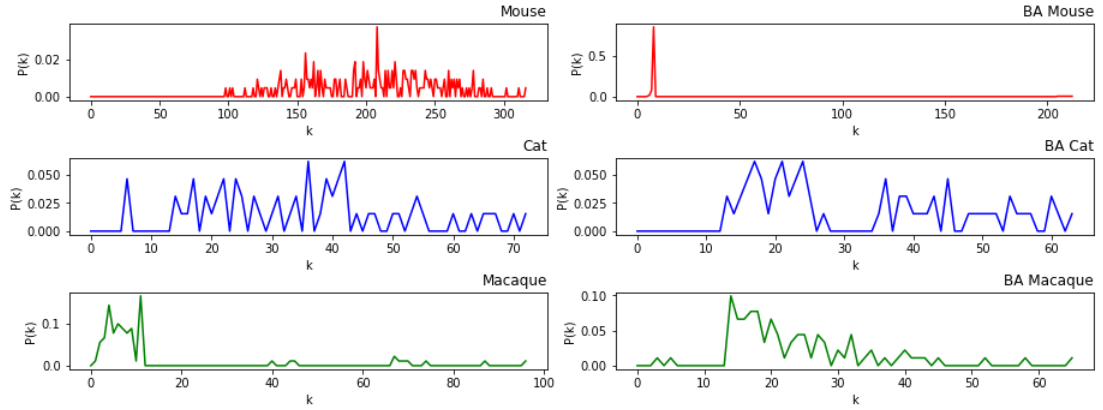 Mouse
P(k)
0.02
0.00
0 50 100 150 200 250 300
k
BA Mouse
P(k)
0.5
0.0
0 50 100 150 200
k
Cat
P(k)
0.050
0.025
0.000
0 10 20 30 40 50 60 70
k
BA Cat
P(k)
0.050
0.025
0.000
0 10 20 30 40 50 60
k
Macaque
P(k)
0.1
0.0
0 20 40 60 80 100
k
BA Macaque
P(k)
0.10
0.05
0.00
0 10 20 30 40 50 60
k